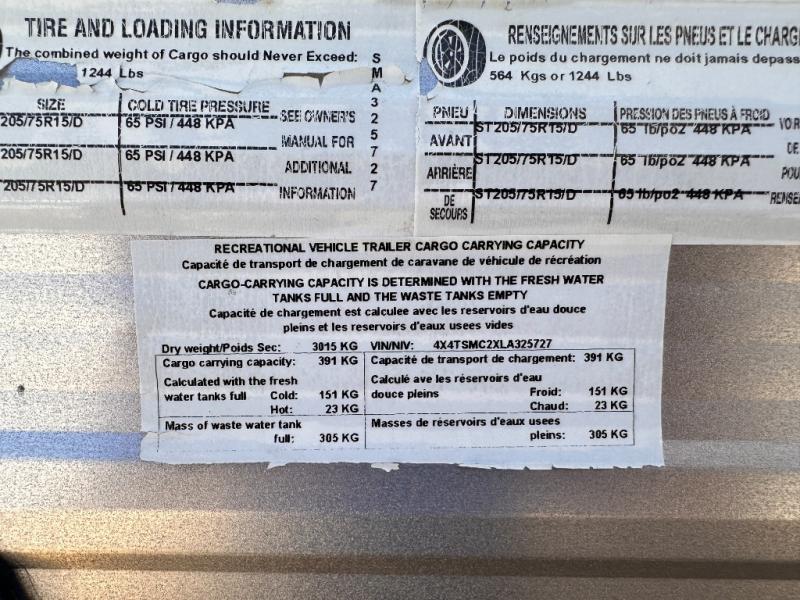 TIRE AND LOADING INFORMATION
The combined weight of Cargo should Never Exceed:
1244 Lbs
SIZE COLD TIRE PRESSURE SEE OWNER'S
205/75R15/D 65 PSI / 448 KPA MANUAL FOR
205/75R15/D 65 PSI / 448 KPA ADDITIONAL
205/75R15/D 65 PSI / 448 KPA INFORMATION
SMA325727
RENSEIGNEMENTS SUR LES PNEUS ET LE CHARG
Le poids du chargement ne doit jamais depass
564 Kgs or 1244 Lbs
PNEU DIMENSIONS PRESSION DES PNEUS À FROID VOIR
AVANT ST205/75R15/D 65 lb/po2 448 KPA DE
ARRIÈRE ST205/75R15/D 65 lb/po2 448 KPA POU
DE SECOURS ST205/75R15/D 65 lb/po2 448 KPA RENSEI
RECREATIONAL VEHICLE TRAILER CARGO CARRYING CAPACITY
Capacité de transport de chargement de caravane de véhicule de récréation
CARGO-CARRYING CAPACITY IS DETERMINED WITH THE FRESH WATER
TANKS FULL AND THE WASTE TANKS EMPTY
Capacité de chargement est calculee avec les reservoirs d'eau douce
pleins et les reservoirs d'eaux usees vides
Dry weight/Poids Sec: 3015 KG VIN/NIV: 4X4TSMC2XLA325727
Cargo carrying capacity: 391 KG Capacité de transport de chargement: 391 KG
Calculated with the fresh Calculé ave les réservoirs d'eau
water tanks full Cold: 151 KG douce pleins Froid: 151 KG
Hot: 23 KG Chaud: 23 KG
Mass of waste water tank Masses de réservoirs d'eaux usees
full: 305 KG pleins: 305 KG